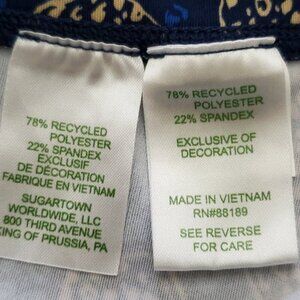 78% RECYCLED
POLYESTER
22% SPANDEX
EXCLUSIF
DE DÉCORATION
FABRIQUE EN VIETNAM
SUGARTOWN
WORLDWIDE, LLC
800 THIRD AVENUE
KING OF PRUSSIA, PA
78% RECYCLED
POLYESTER
22% SPANDEX
EXCLUSIVE OF
DECORATION
MADE IN VIETNAM
RN#88189
SEE REVERSE
FOR CARE